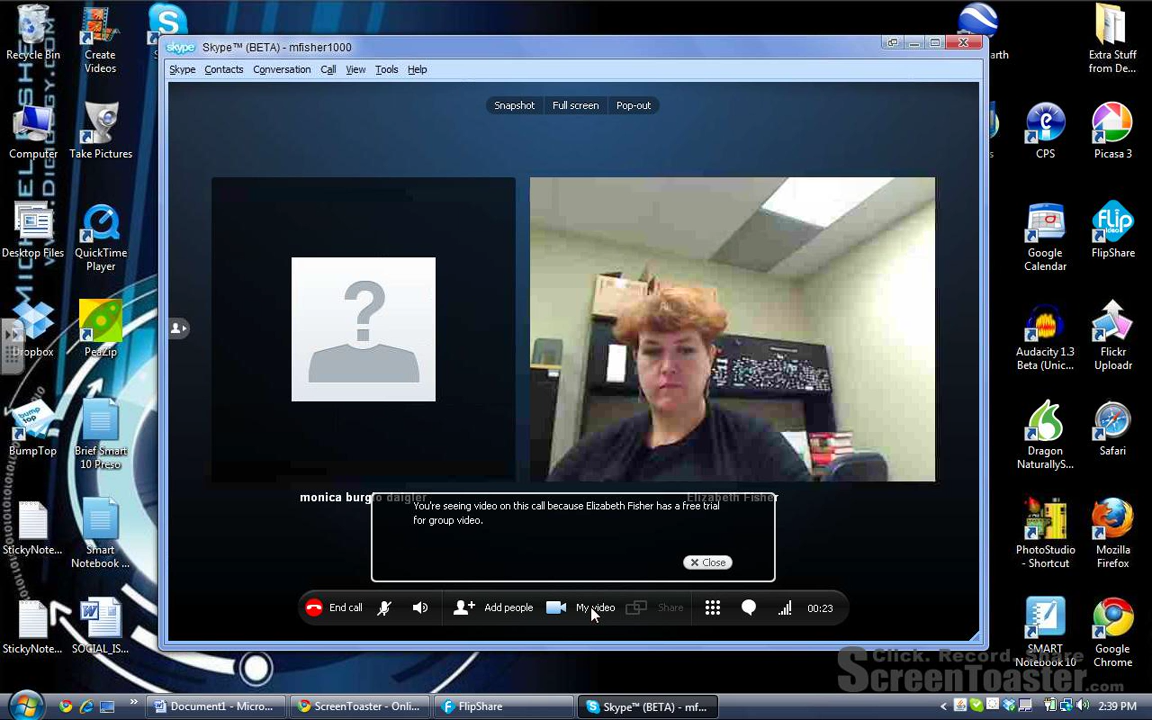 Skype™ (BETA) - mfisher1000
Skype Contacts Conversation Call View Tools Help
Snapshot Full screen Pop-out
monica burgio daigler
Elizabeth Fisher
You're seeing video on this call because Elizabeth Fisher has a free trial
for group video.
Close
End call
Add people
My video
Share
00:23
Recycle Bin
Create
Videos
Computer
Take Pictures
Desktop Files
QuickTime
Player
Dropbox
PeaZip
BumpTop
Brief Smart
10 Preso
StickyNote...
Smart
Notebook ...
StickyNote...
SOCIAL_IS...
Extra Stuff
from De...
CPS
Picasa 3
Google
Calendar
FlipShare
Audacity 1.3
Beta (Unic...
Flickr
Uploadr
Dragon
NaturallyS...
Safari
PhotoStudio
- Shortcut
Mozilla
Firefox
SMART
Notebook 10
Google
Chrome
Click. Record. Share
ScreenToaster.com
Document1 - Micro...
ScreenToaster - Onli...
FlipShare
Skype™ (BETA) - mf...
2:39 PM